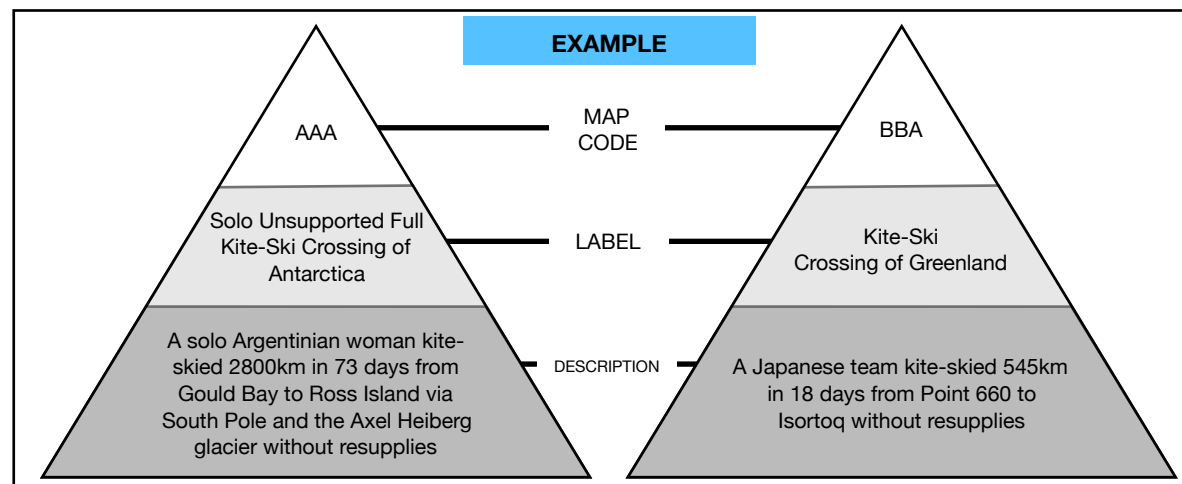 EXAMPLE
AAA
MAP
CODE
BBA
Solo Unsupported Full
Kite-Ski Crossing of
Antarctica
LABEL
Kite-Ski
Crossing of Greenland
A solo Argentinian woman kite-
skied 2800km in 73 days from
Gould Bay to Ross Island via
South Pole and the Axel Heiberg
glacier without resupplies
DESCRIPTION
A Japanese team kite-skied 545km
in 18 days from Point 660 to
Isortoq without resupplies